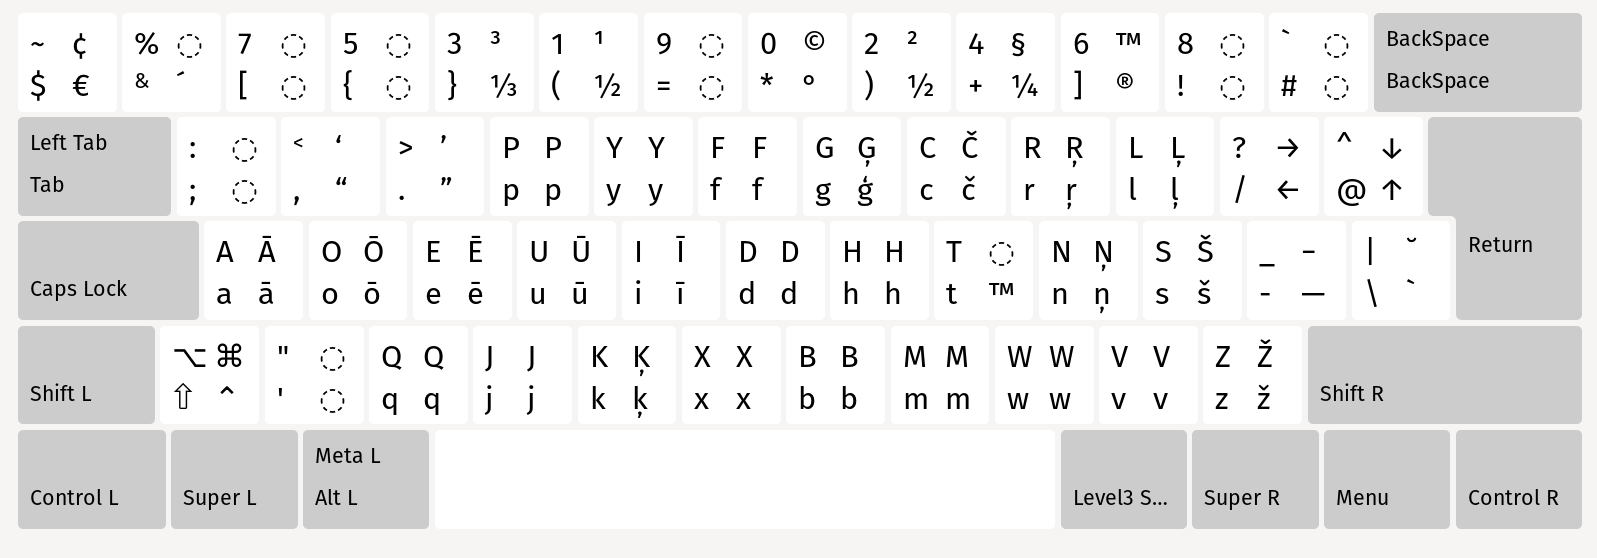 ~ ¢ % ◌ 7 ◌ 5 ◌ 3 ³ 1 ¹ 9 ◌ 0 © 2 ² 4 § 6 ™ 8 ◌ ` ◌ BackSpace
$ € & ´ [ ◌ { ◌ } ⅓ ( ½ = ◌ * ° ) ½ + ¼ ] ® ! ◌ # ◌ BackSpace
Left Tab : ◌ < ‘ > ’ P P Y Y F F G Ģ C Č R Ŗ L Ļ ? → ^ ↓
Tab ; ◌ , “ . ” p p y y f f g ģ c č r ŗ l ļ / ← @ ↑
A Ā O Ō E Ē U Ū I Ī D D H H T ◌ N Ņ S Š _ – | ˘ Return
Caps Lock a ā o ō e ē u ū i ī d d h h t ™ n ņ s š - — \ `
⌥ ⌘ " ◌ Q Q J J K Ķ X X B B M M W W V V Z Ž
Shift L ⇧ ⌃ ' ◌ q q j j k ķ x x b b m m w w v v z ž Shift R
Meta L
Control L Super L Alt L Level3 S... Super R Menu Control R